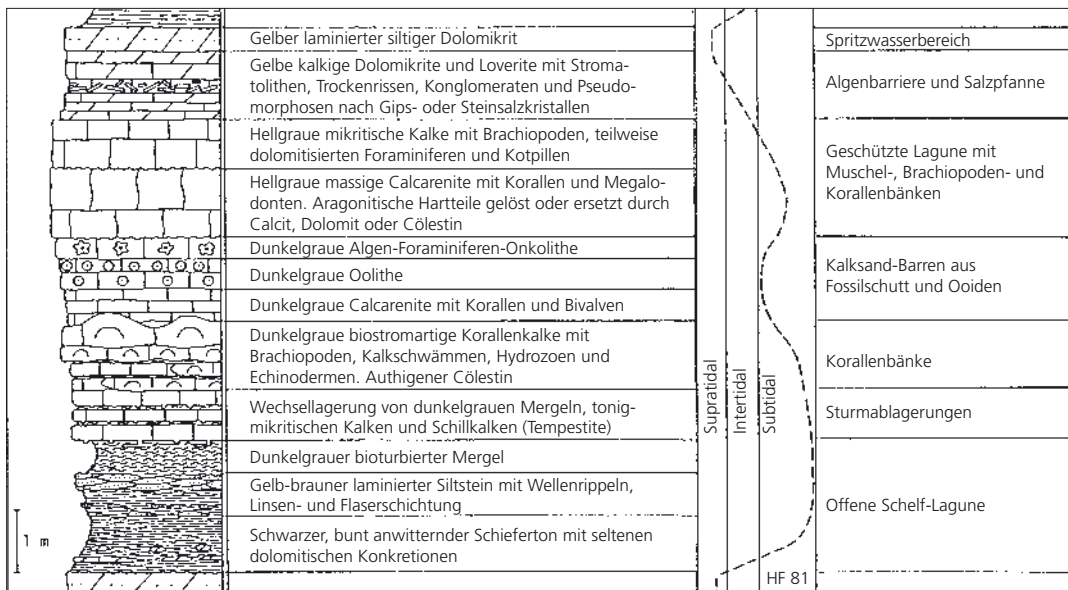 Gelber laminierter siltiger Dolomikrit
Spritzwasserbereich
Gelbe kalkige Dolomikrite und Loverite mit Stroma-
tolithen, Trockenrissen, Konglomeraten und Pseudo-
morphosen nach Gips- oder Steinsalzkristallen
Algenbarriere und Salzpfanne
Hellgraue mikritische Kalke mit Brachiopoden, teilweise
dolomitisierten Foraminiferen und Kotpillen
Hellgraue massige Calcarenite mit Korallen und Megalo-
donten. Aragonitische Hartteile gelöst oder ersetzt durch
Calcit, Dolomit oder Cölestin
Geschützte Lagune mit
Muschel-, Brachiopoden- und
Korallenbänken
Dunkelgraue Algen-Foraminiferen-Onkolithe
Dunkelgraue Oolithe
Dunkelgraue Calcarenite mit Korallen und Bivalven
Kalksand-Barren aus
Fossilschutt und Ooiden
Dunkelgraue biostromartige Korallenkalke mit
Brachiopoden, Kalkschwämmen, Hydrozoen und
Echinodermen. Authigener Cölestin
Korallenbänke
Wechsellagerung von dunkelgrauen Mergeln, tonig-
mikritischen Kalken und Schillkalken (Tempestite)
Sturmablagerungen
Dunkelgrauer bioturbierter Mergel
Gelb-brauner laminierter Siltstein mit Wellenrippeln,
Linsen- und Flaserschichtung
Schwarzer, bunt anwitternder Schieferton mit seltenen
dolomitischen Konkretionen
Offene Schelf-Lagune
Supratidal
Intertidal
Subtidal
1 m
HF 81